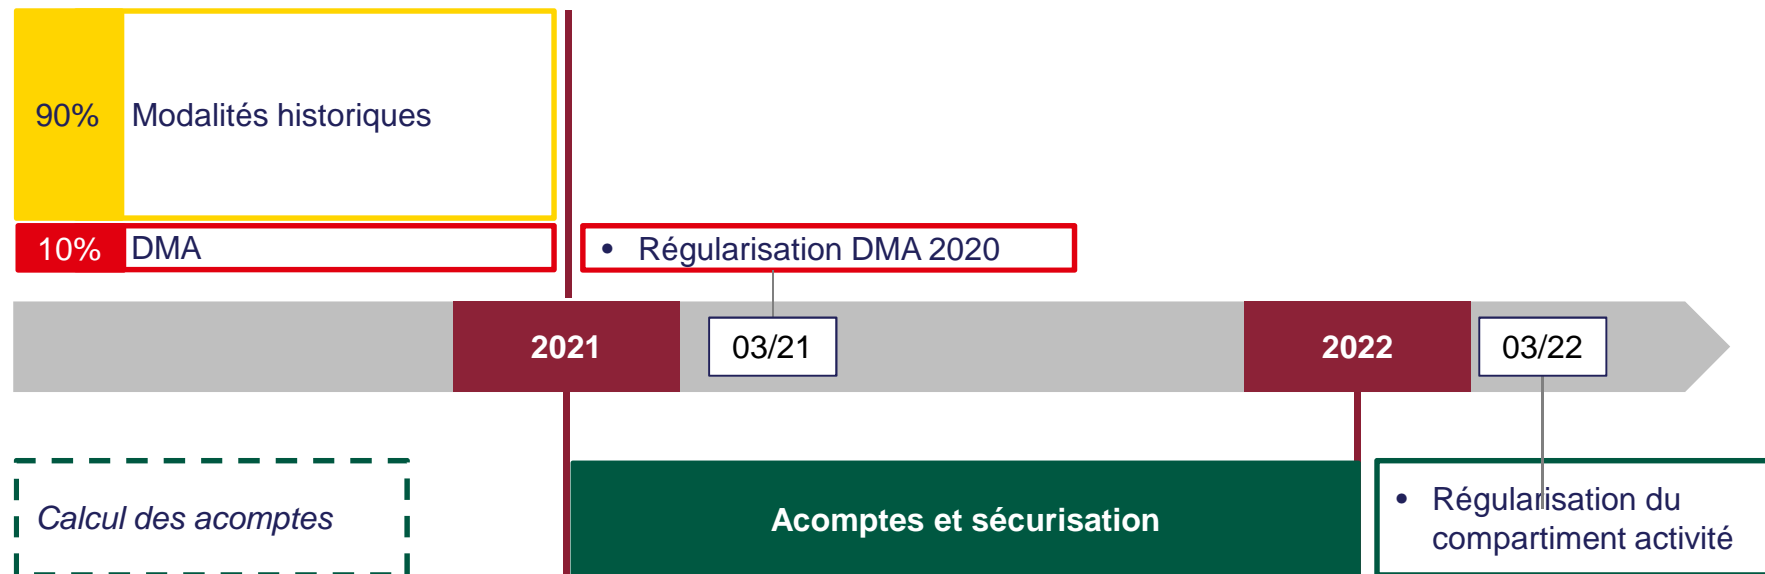 90% Modalités historiques
10% DMA
• Régularisation DMA 2020
2021
03/21
2022
03/22
Calcul des acomptes
Acomptes et sécurisation
• Régularisation du
compartiment activité